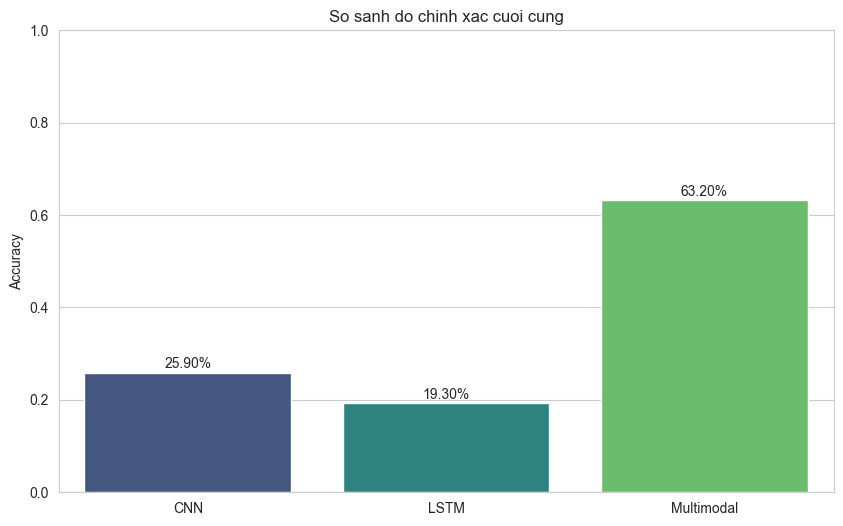 So sanh do chinh xac cuoi cung
1.0
0.8
0.6
0.4
0.2
0.0
Accuracy
25.90%
19.30%
63.20%
CNN
LSTM
Multimodal